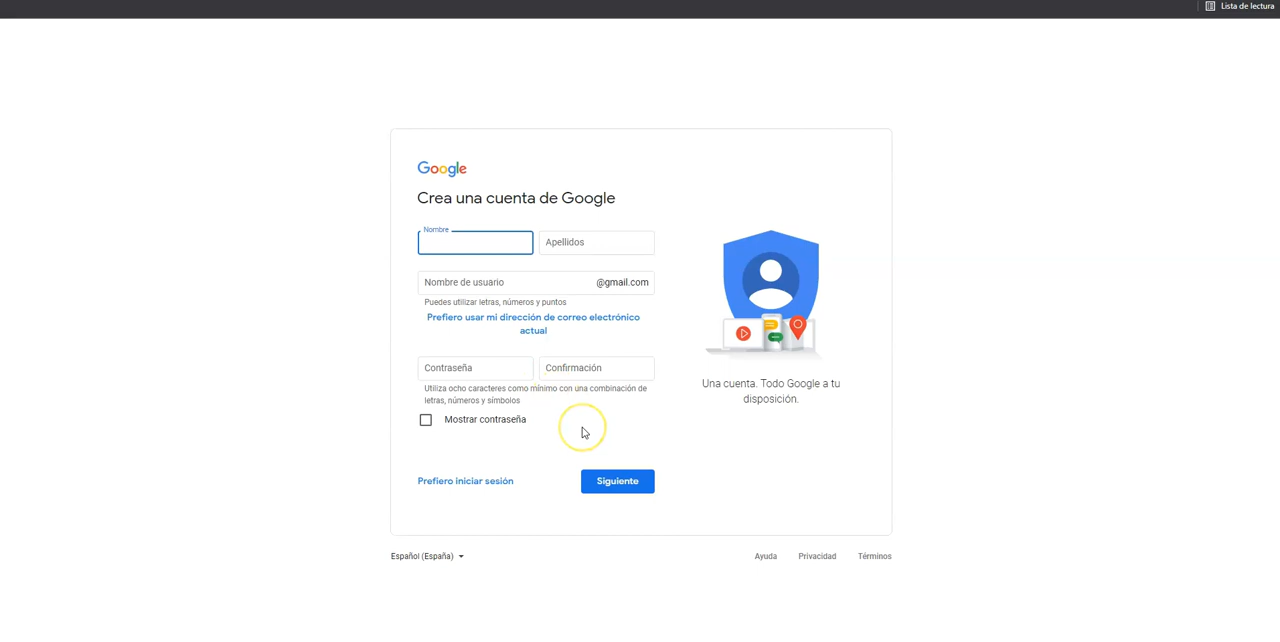 Lista de lectura
Google
Crea una cuenta de Google
Nombre
Apellidos
Nombre de usuario @gmail.com
Puedes utilizar letras, números y puntos
Prefiero usar mi dirección de correo electrónico
actual
Contraseña Confirmación
Utiliza ocho caracteres como mínimo con una combinación de
letras, números y símbolos
Mostrar contraseña
Prefiero iniciar sesión
Siguiente
Una cuenta. Todo Google a tu
disposición.
Español (España)
Ayuda Privacidad Términos